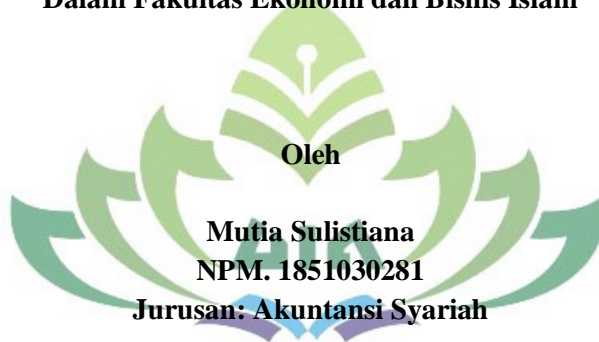 Dalam Fakultas Ekonomi dan Bisnis Islam
Oleh
Mutia Sulistiana
NPM. 1851030281
Jurusan: Akuntansi Syariah